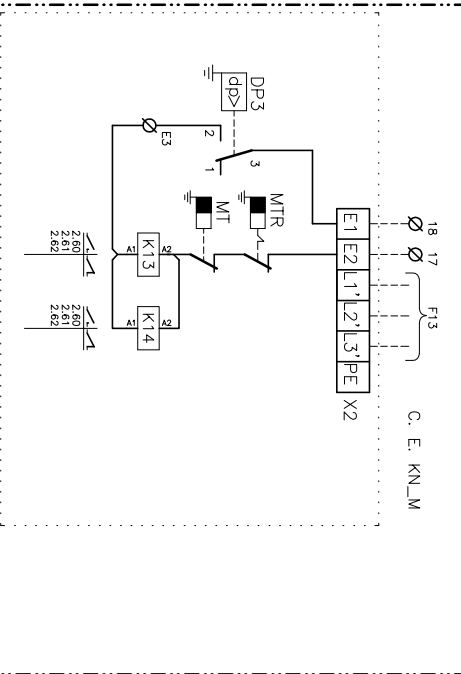 C. E. KN_M
F13
18 17
E1 E2 L1' L2' L3' PE X2
MTR
DP3
dp>
3
MT
1
2
E3
A2 A2
K13 K14
A1 A1
2.60 2.60
2.61 2.61
2.62 2.62